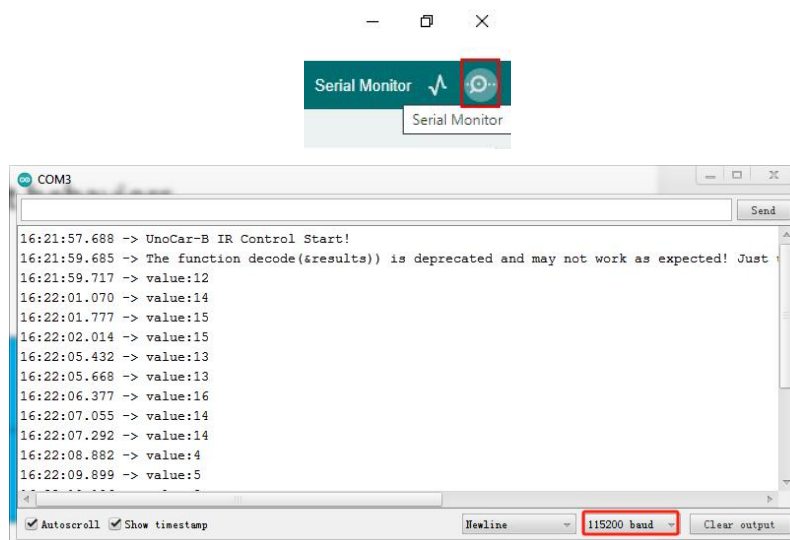 Serial Monitor
Serial Monitor
COM3
Send
16:21:57.688 -> UnoCar-B IR Control Start!
16:21:59.685 -> The function decode(&results)) is deprecated and may not work as expected! Just
16:21:59.717 -> value:12
16:22:01.070 -> value:14
16:22:01.777 -> value:15
16:22:02.014 -> value:15
16:22:05.432 -> value:13
16:22:05.668 -> value:13
16:22:06.377 -> value:16
16:22:07.055 -> value:14
16:22:07.292 -> value:14
16:22:08.882 -> value:4
16:22:09.899 -> value:5
Autoscroll Show timestamp Newline 115200 baud Clear output